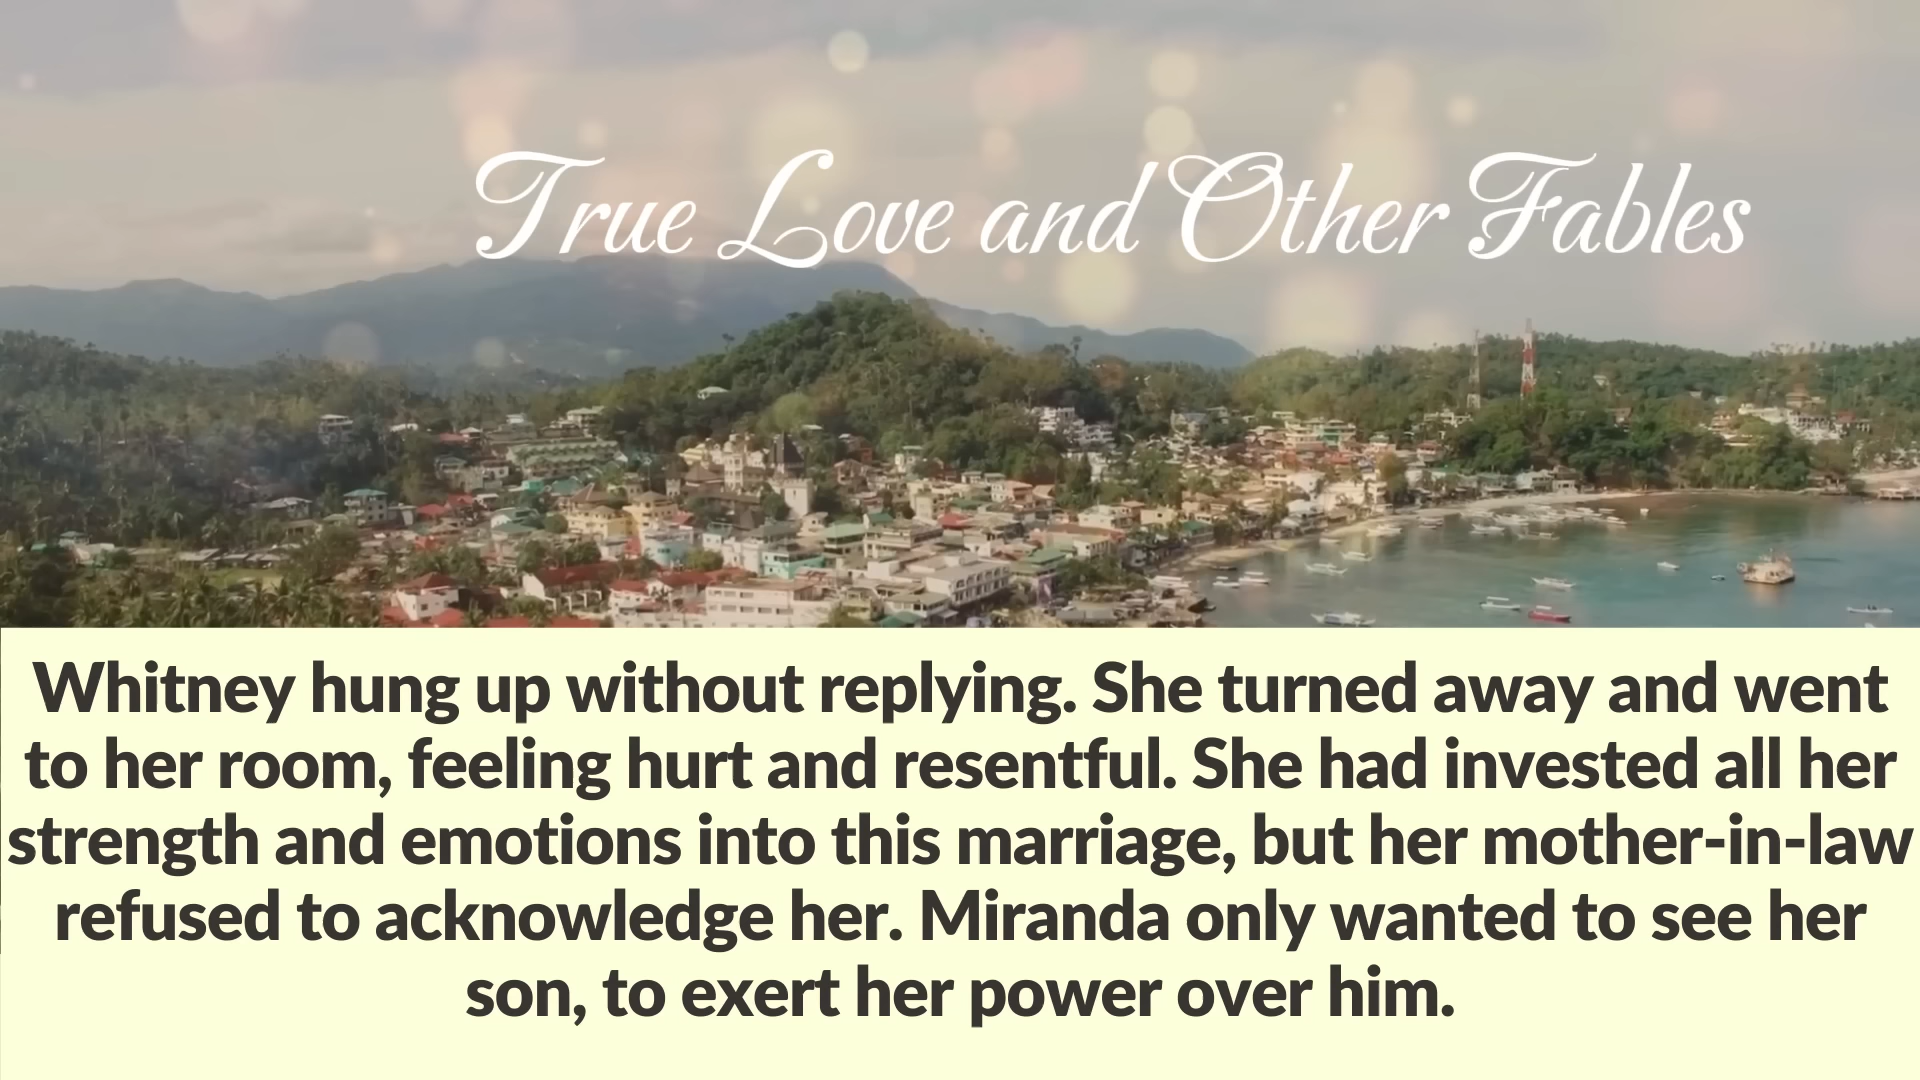 True Love and Other Fables
Whitney hung up without replying. She turned away and went
to her room, feeling hurt and resentful. She had invested all her
strength and emotions into this marriage, but her mother-in-law
refused to acknowledge her. Miranda only wanted to see her
son, to exert her power over him.